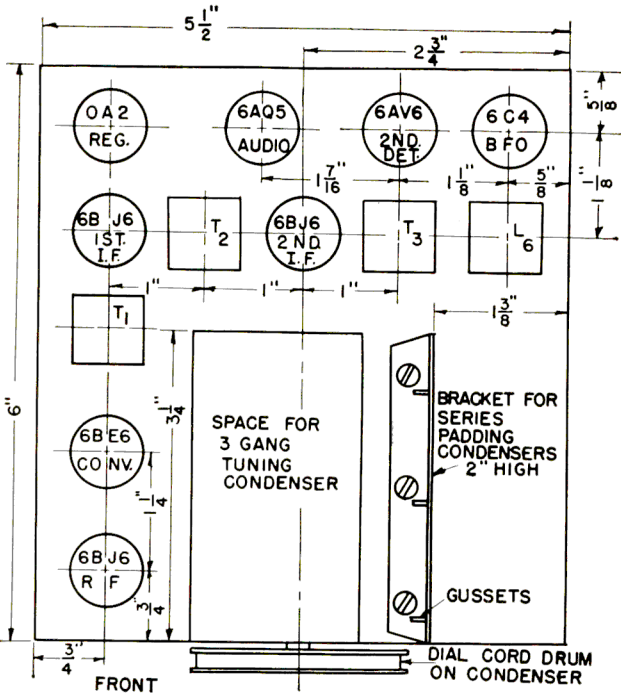 5 1/2"
2 3/4"
OA2
REG.
6AQ5
AUDIO
6AV6
2ND.
DET.
6C4
BFO
5/8"
1 7/16"
1 1/8"
5/8"
1 1/8"
6BJ6
1ST.
I.F.
T2
6BJ6
2ND.
I.F.
T3
L6
1"
1"
1"
1 3/8"
T1
6"
3 1/4"
SPACE FOR
3 GANG
TUNING
CONDENSER
BRACKET FOR
SERIES
PADDING
CONDENSERS
2" HIGH
6BE6
CONV.
1 1/4"
6BJ6
RF
3/4"
GUSSETS
3/4"
FRONT
DIAL CORD DRUM
ON CONDENSER